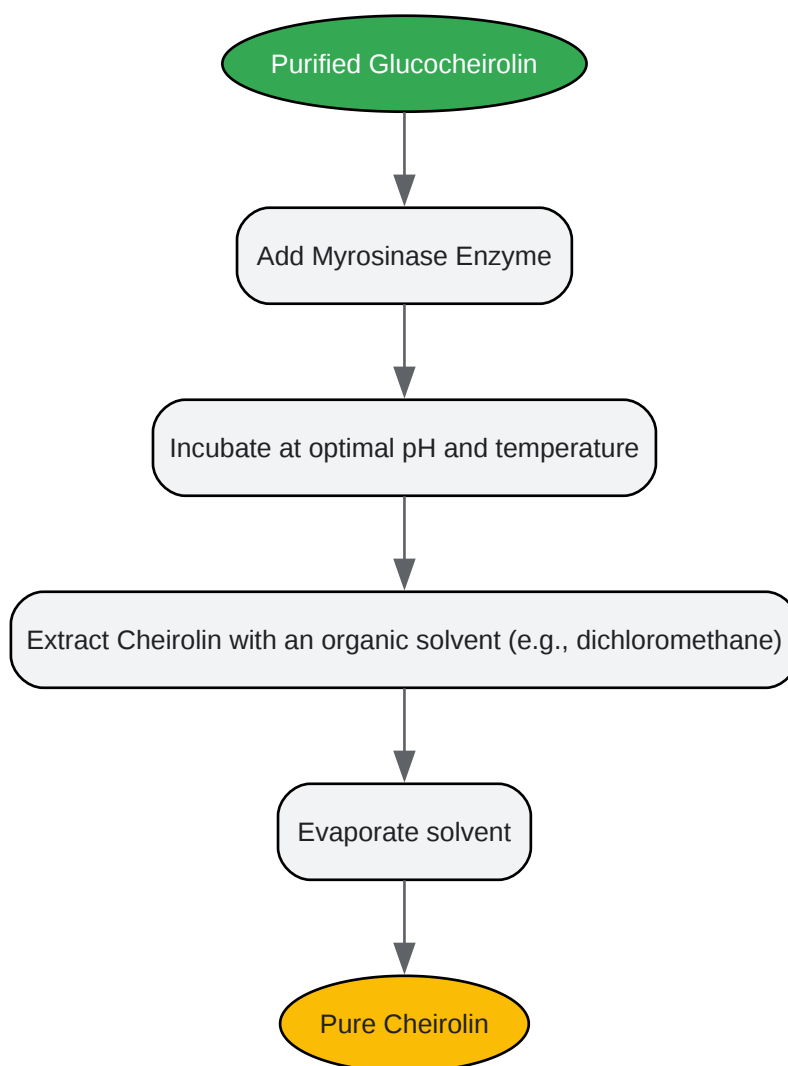 Purified Glucocheirolin
Add Myrosinase Enzyme
Incubate at optimal pH and temperature
Extract Cheirolin with an organic solvent (e.g., dichloromethane)
Evaporate solvent
Pure Cheirolin